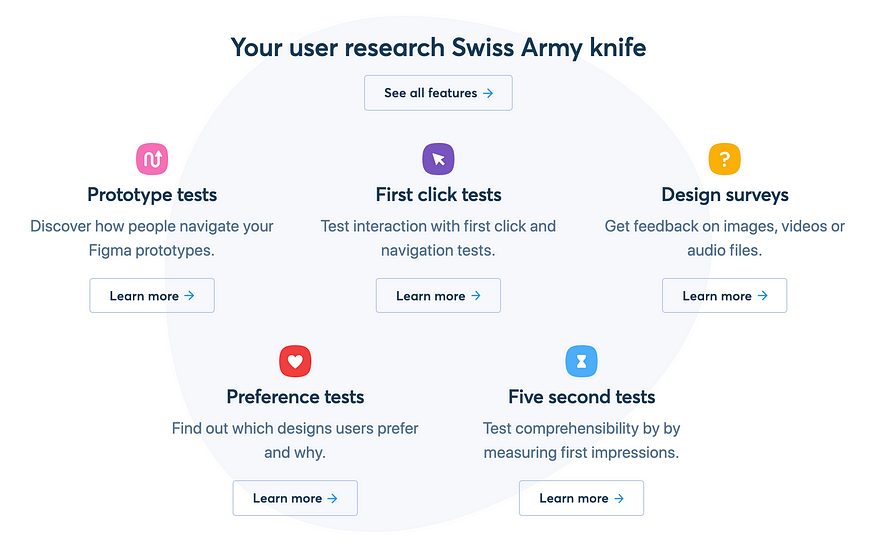 Your user research Swiss Army knife
See all features →
Prototype tests
Discover how people navigate your
Figma prototypes.
Learn more →
First click tests
Test interaction with first click and
navigation tests.
Learn more →
?
Design surveys
Get feedback on images, videos or
audio files.
Learn more →
Preference tests
Find out which designs users prefer
and why.
Learn more →
Five second tests
Test comprehensibility by by
measuring first impressions.
Learn more →